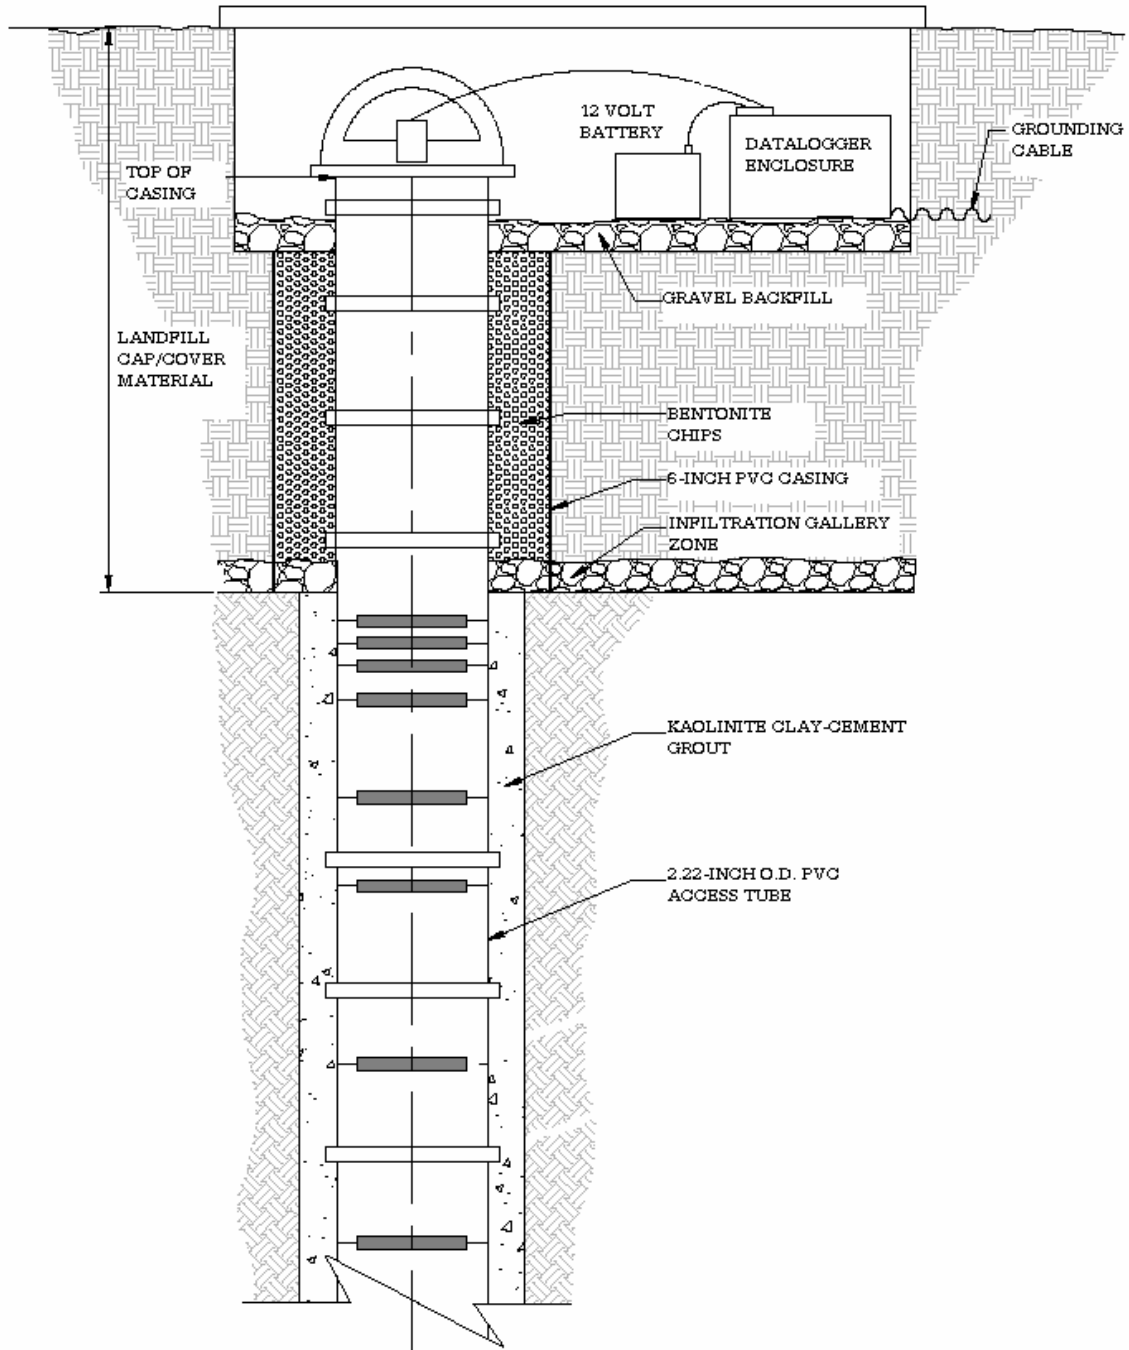 12 VOLT
BATTERY
DATALOGGER
ENCLOSURE
GROUNDING
CABLE
TOP OF
CASING
GRAVEL BACKFILL
LANDFILL
CAP/COVER
MATERIAL
BENTONITE
CHIPS
6-INCH PVC CASING
INFILTRATION GALLERY
ZONE
KAOLINITE CLAY-CEMENT
GROUT
2.22-INCH O.D. PVC
ACCESS TUBE